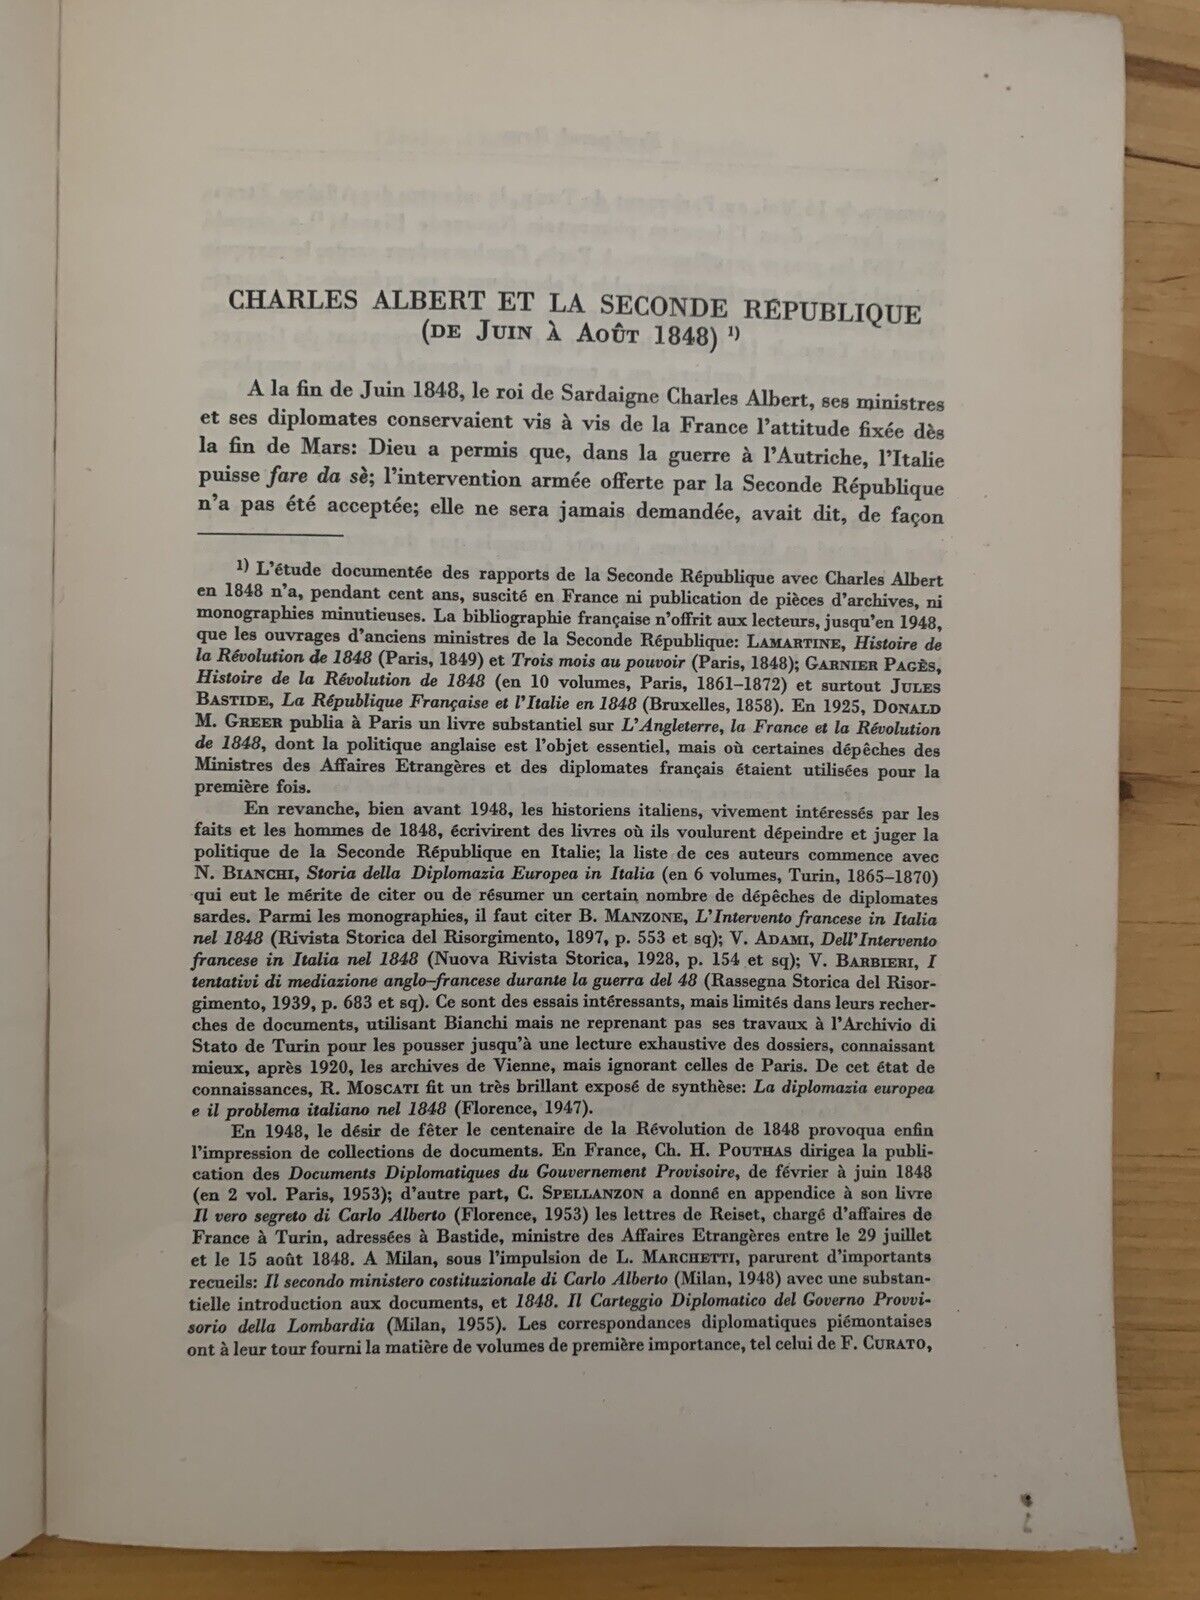 CHARLES ALBERT ET LA SECONDE RÉPUBLIQUE
(DE JUIN À AOÛT 1848) 1)
A la fin de Juin 1848, le roi de Sardaigne Charles Albert, ses ministres
et ses diplomates conservaient vis à vis de la France l'attitude fixée dès
la fin de Mars: Dieu a permis que, dans la guerre à l'Autriche, l'Italie
puisse fare da sè; l'intervention armée offerte par la Seconde République
n'a pas été acceptée; elle ne sera jamais demandée, avait dit, de façon
1) L'étude documentée des rapports de la Seconde République avec Charles Albert
en 1848 n'a, pendant cent ans, suscité en France ni publication de pièces d'archives, ni
monographies minutieuses. La bibliographie française n'offrit aux lecteurs, jusqu'en 1948,
que les ouvrages d'anciens ministres de la Seconde République: LAMARTINE, Histoire de
la Révolution de 1848 (Paris, 1849) et Trois mois au pouvoir (Paris, 1848); GARNIER PAGÈS,
Histoire de la Révolution de 1848 (en 10 volumes, Paris, 1861-1872) et surtout JULES
BASTIDE, La République Française et l'Italie en 1848 (Bruxelles, 1858). En 1925, DONALD
M. GREER publia à Paris un livre substantiel sur L'Angleterre, la France et la Révolution
de 1848, dont la politique anglaise est l'objet essentiel, mais où certaines dépêches des
Ministres des Affaires Etrangères et des diplomates français étaient utilisées pour la
première fois.
En revanche, bien avant 1948, les historiens italiens, vivement intéressés par les
faits et les hommes de 1848, écrivirent des livres où ils voulurent dépeindre et juger la
politique de la Seconde République en Italie; la liste de ces auteurs commence avec
N. BIANCHI, Storia della Diplomazia Europea in Italia (en 6 volumes, Turin, 1865-1870)
qui eut le mérite de citer ou de résumer un certain nombre de dépêches de diplomates
sardes. Parmi les monographies, il faut citer B. MANZONE, L'Intervento francese in Italia
nel 1848 (Rivista Storica del Risorgimento, 1897, p. 553 et sq); V. ADAMI, Dell'Intervento
francese in Italia nel 1848 (Nuova Rivista Storica, 1928, p. 154 et sq); V. BARBIERI, I
tentativi di mediazione anglo-francese durante la guerra del 48 (Rassegna Storica del Risor-
gimento, 1939, p. 683 et sq). Ce sont des essais intéressants, mais limités dans leurs recher-
ches de documents, utilisant Bianchi mais ne reprenant pas ses travaux à l'Archivio di
Stato de Turin pour les pousser jusqu'à une lecture exhaustive des dossiers, connaissant
mieux, après 1920, les archives de Vienne, mais ignorant celles de Paris. De cet état de
connaissances, R. MOSCATI fit un très brillant exposé de synthèse: La diplomazia europea
e il problema italiano nel 1848 (Florence, 1947).
En 1948, le désir de fêter le centenaire de la Révolution de 1848 provoqua enfin
l'impression de collections de documents. En France, Ch. H. POUTHAS dirigea la publi-
cation des Documents Diplomatiques du Gouvernement Provisoire, de février à juin 1848
(en 2 vol. Paris, 1953); d'autre part, C. SPELLANZON a donné en appendice à son livre
Il vero segreto di Carlo Alberto (Florence, 1953) les lettres de Reiset, chargé d'affaires de
France à Turin, adressées à Bastide, ministre des Affaires Etrangères entre le 29 juillet
et le 15 août 1848. A Milan, sous l'impulsion de L. MARCHETTI, parurent d'importants
recueils: Il secondo ministero costituzionale di Carlo Alberto (Milan, 1948) avec une substan-
tielle introduction aux documents, et 1848. Il Carteggio Diplomatico del Governo Provvi-
sorio della Lombardia (Milan, 1955). Les correspondances diplomatiques piémontaises
ont à leur tour fourni la matière de volumes de première importance, tel celui de F. CURATO,